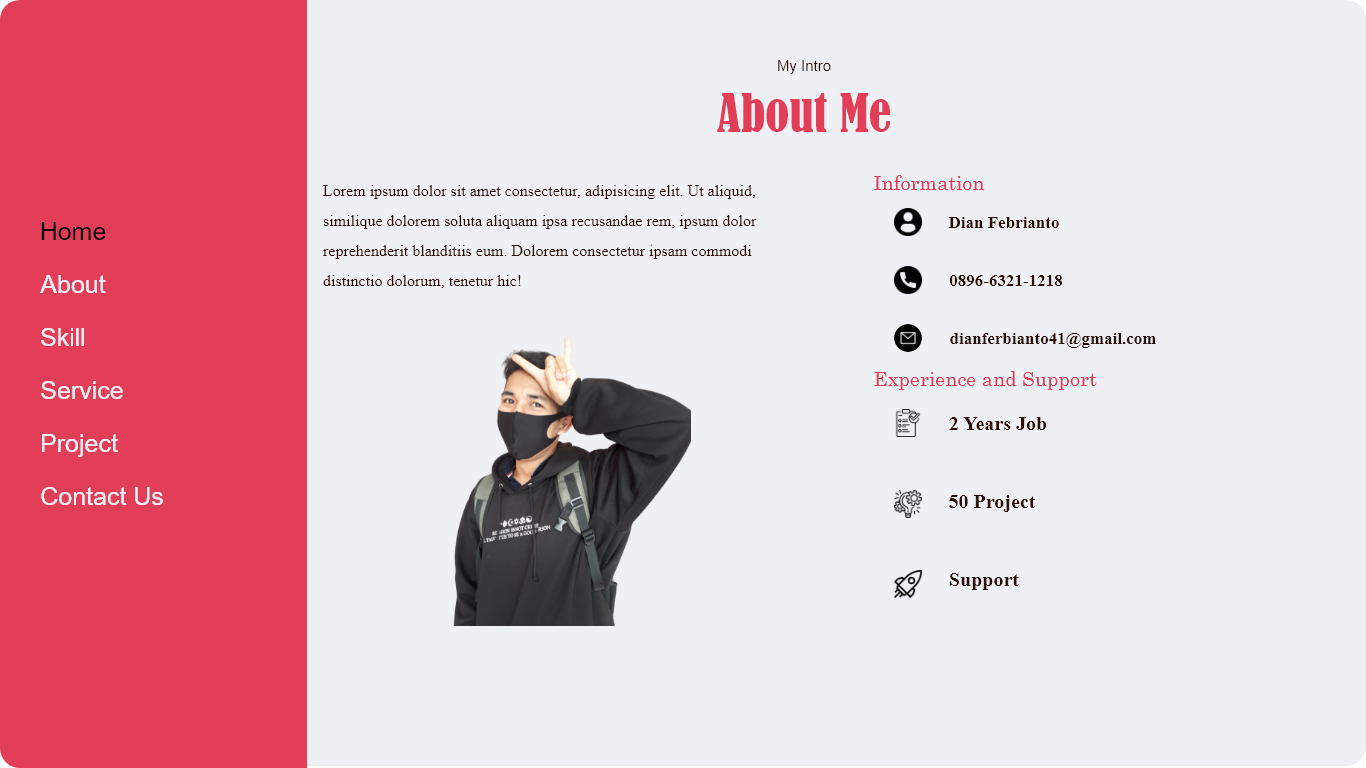 Home
About
Skill
Service
Project
Contact Us
My Intro
About Me
Lorem ipsum dolor sit amet consectetur, adipisicing elit. Ut aliquid,
similique dolorem soluta aliquam ipsa recusandae rem, ipsum dolor
reprehenderit blanditiis eum. Dolorem consectetur ipsam commodi
distinctio dolorum, tenetur hic!
Information
Dian Febrianto
0896-6321-1218
dianferbianto41@gmail.com
Experience and Support
2 Years Job
50 Project
Support